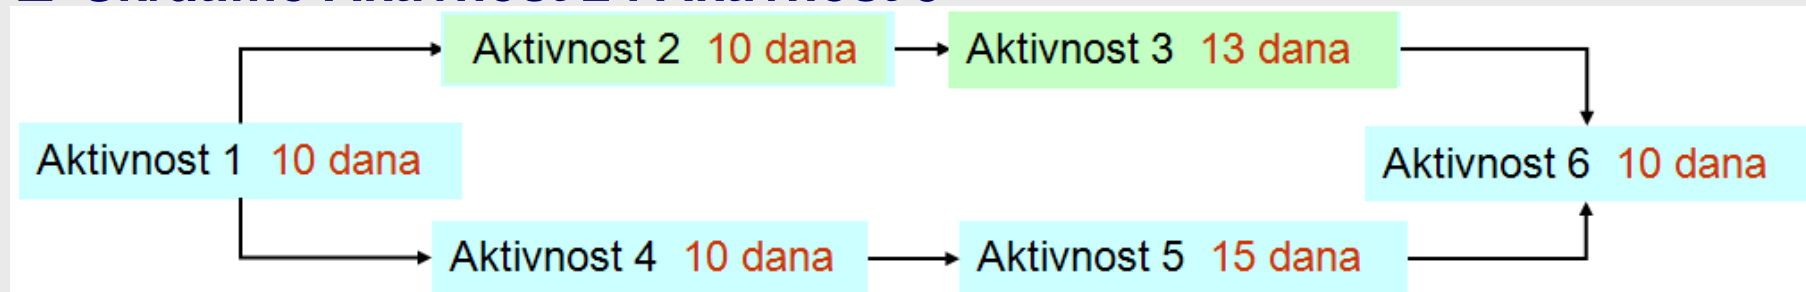 Aktivnost 2 10 dana
Aktivnost 3 13 dana
Aktivnost 1 10 dana
Aktivnost 6 10 dana
Aktivnost 4 10 dana
Aktivnost 5 15 dana